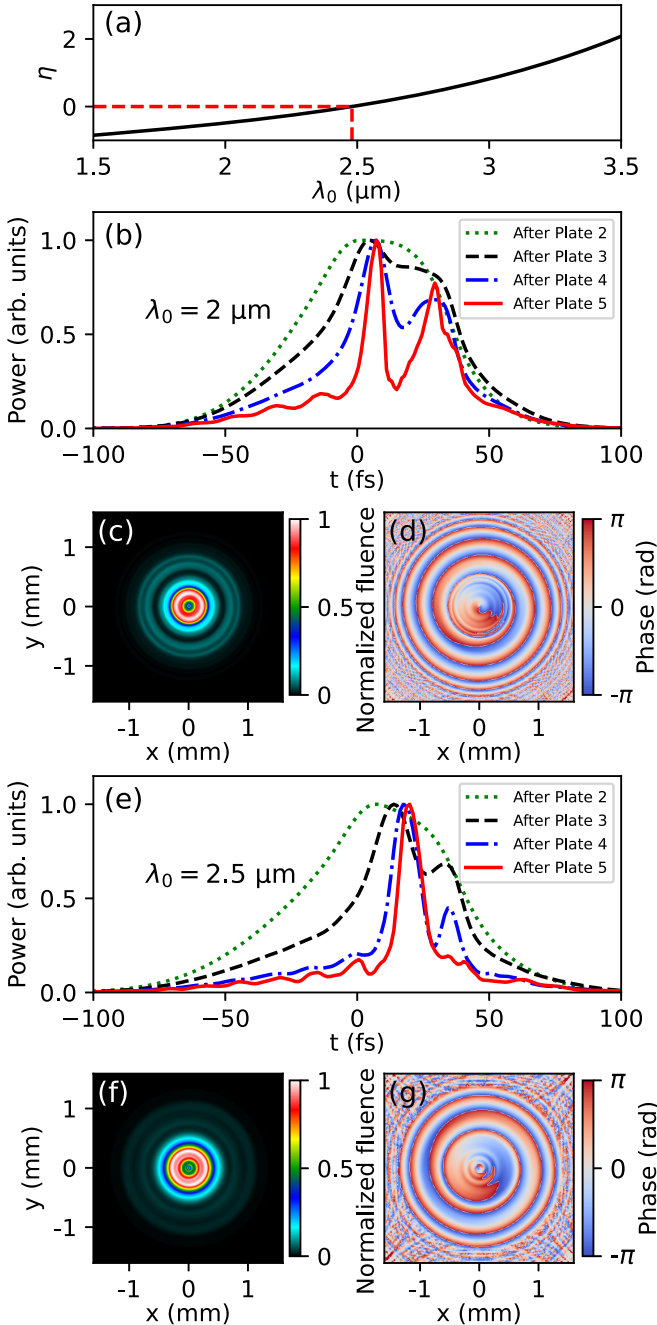 (a)
η
2
0
1.5 2 2.5 3 3.5
λ₀ (μm)
(b)
Power (arb. units)
1.0
0.5
0.0
λ₀ = 2 μm
After Plate 2
After Plate 3
After Plate 4
After Plate 5
−100 −50 0 50 100
t (fs)
(c)
y (mm)
1
0
-1
-1 0 1
x (mm)
1
0.5
0
Normalized fluence
(d)
-1 0 1
x (mm)
π
0
-π
Phase (rad)
(e)
Power (arb. units)
1.0
0.5
0.0
λ₀ = 2.5 μm
After Plate 2
After Plate 3
After Plate 4
After Plate 5
−100 −50 0 50 100
t (fs)
(f)
y (mm)
1
0
-1
-1 0 1
x (mm)
1
0.5
0
Normalized fluence
(g)
-1 0 1
x (mm)
π
0
-π
Phase (rad)